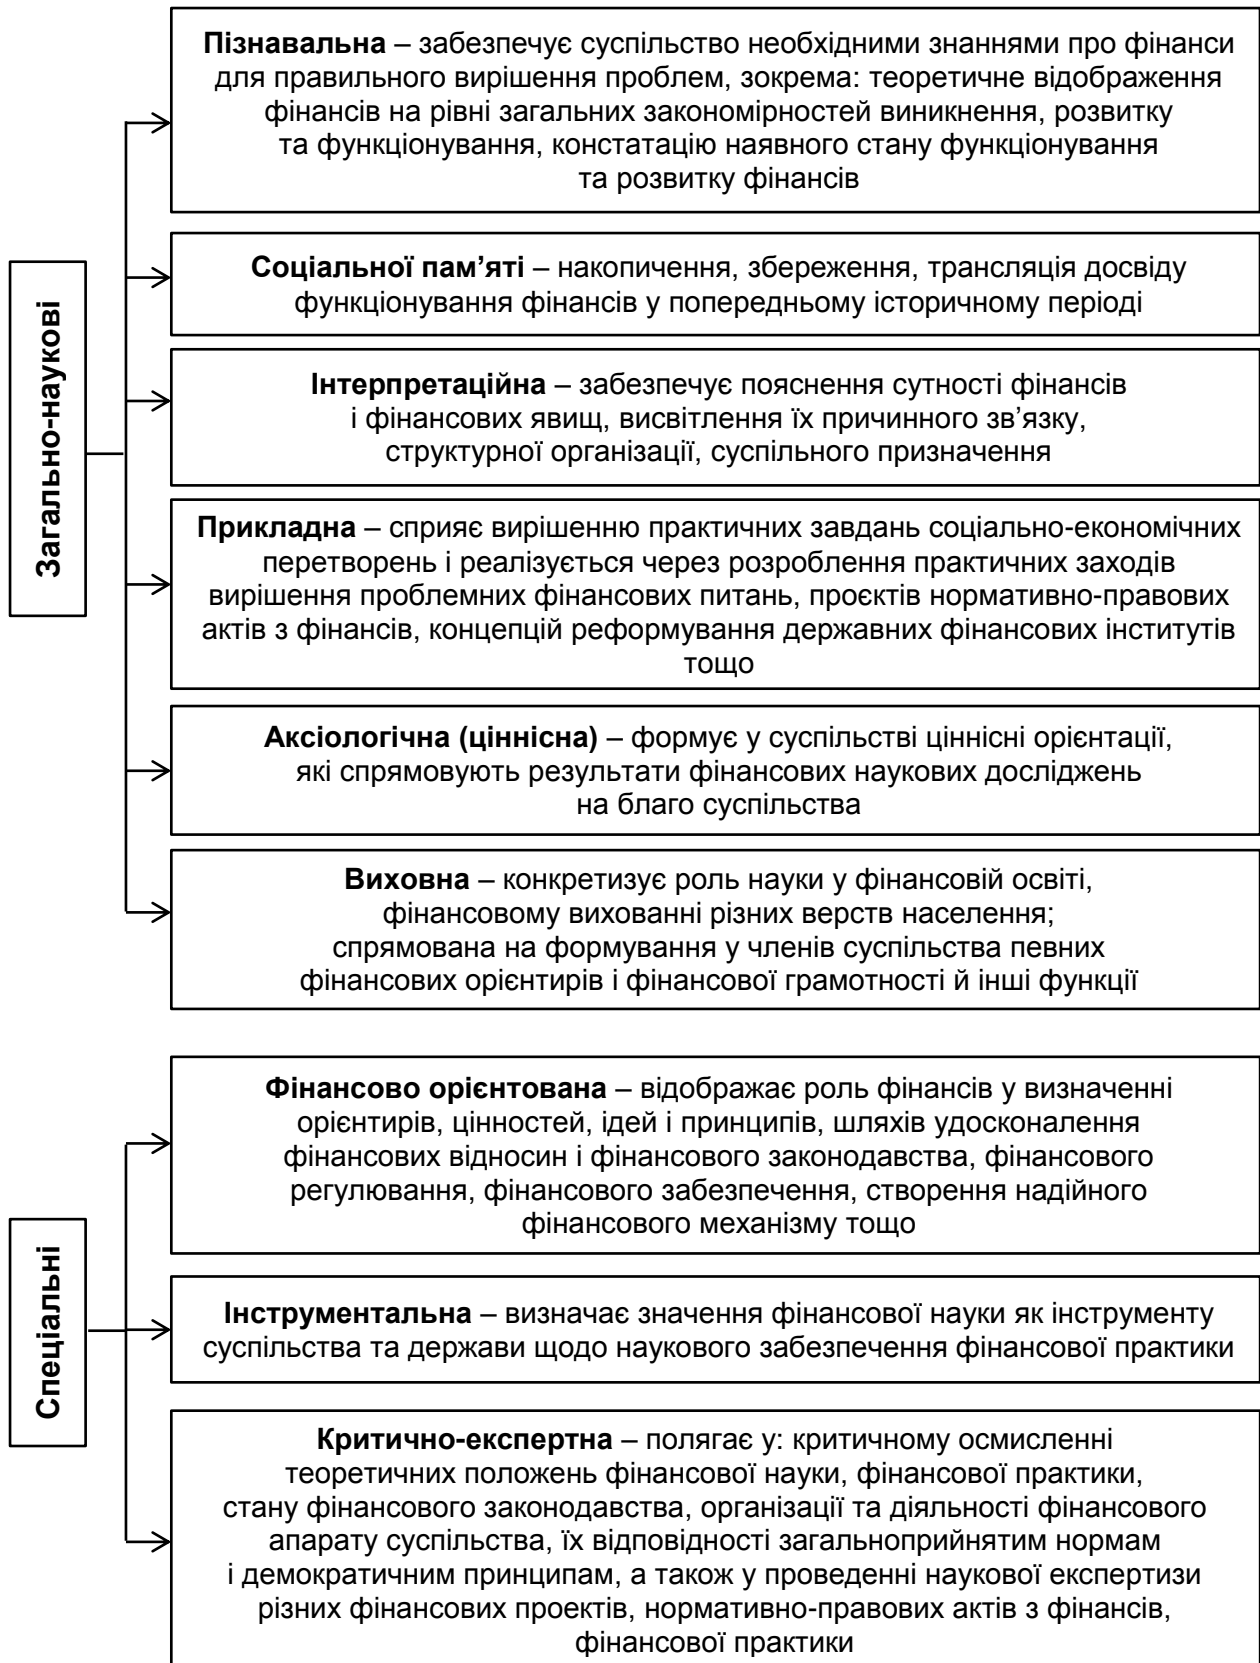 Загально-наукові
Пізнавальна – забезпечує суспільство необхідними знаннями про фінанси
для правильного вирішення проблем, зокрема: теоретичне відображення
фінансів на рівні загальних закономірностей виникнення, розвитку
та функціонування, констатацію наявного стану функціонування
та розвитку фінансів
Соціальної пам’яті – накопичення, збереження, трансляція досвіду
функціонування фінансів у попередньому історичному періоді
Інтерпретаційна – забезпечує пояснення сутності фінансів
і фінансових явищ, висвітлення їх причинного зв’язку,
структурної організації, суспільного призначення
Прикладна – сприяє вирішенню практичних завдань соціально-економічних
перетворень і реалізується через розроблення практичних заходів
вирішення проблемних фінансових питань, проєктів нормативно-правових
актів з фінансів, концепцій реформування державних фінансових інститутів
тощо
Аксіологічна (ціннісна) – формує у суспільстві ціннісні орієнтації,
які спрямовують результати фінансових наукових досліджень
на благо суспільства
Виховна – конкретизує роль науки у фінансовій освіті,
фінансовому вихованні різних верств населення;
спрямована на формування у членів суспільства певних
фінансових орієнтирів і фінансової грамотності й інші функції
Спеціальні
Фінансово орієнтована – відображає роль фінансів у визначенні
орієнтирів, цінностей, ідей і принципів, шляхів удосконалення
фінансових відносин і фінансового законодавства, фінансового
регулювання, фінансового забезпечення, створення надійного
фінансового механізму тощо
Інструментальна – визначає значення фінансової науки як інструменту
суспільства та держави щодо наукового забезпечення фінансової практики
Критично-експертна – полягає у: критичному осмисленні
теоретичних положень фінансової науки, фінансової практики,
стану фінансового законодавства, організації та діяльності фінансового
апарату суспільства, їх відповідності загальноприйнятим нормам
і демократичним принципам, а також у проведенні наукової експертизи
різних фінансових проектів, нормативно-правових актів з фінансів,
фінансової практики